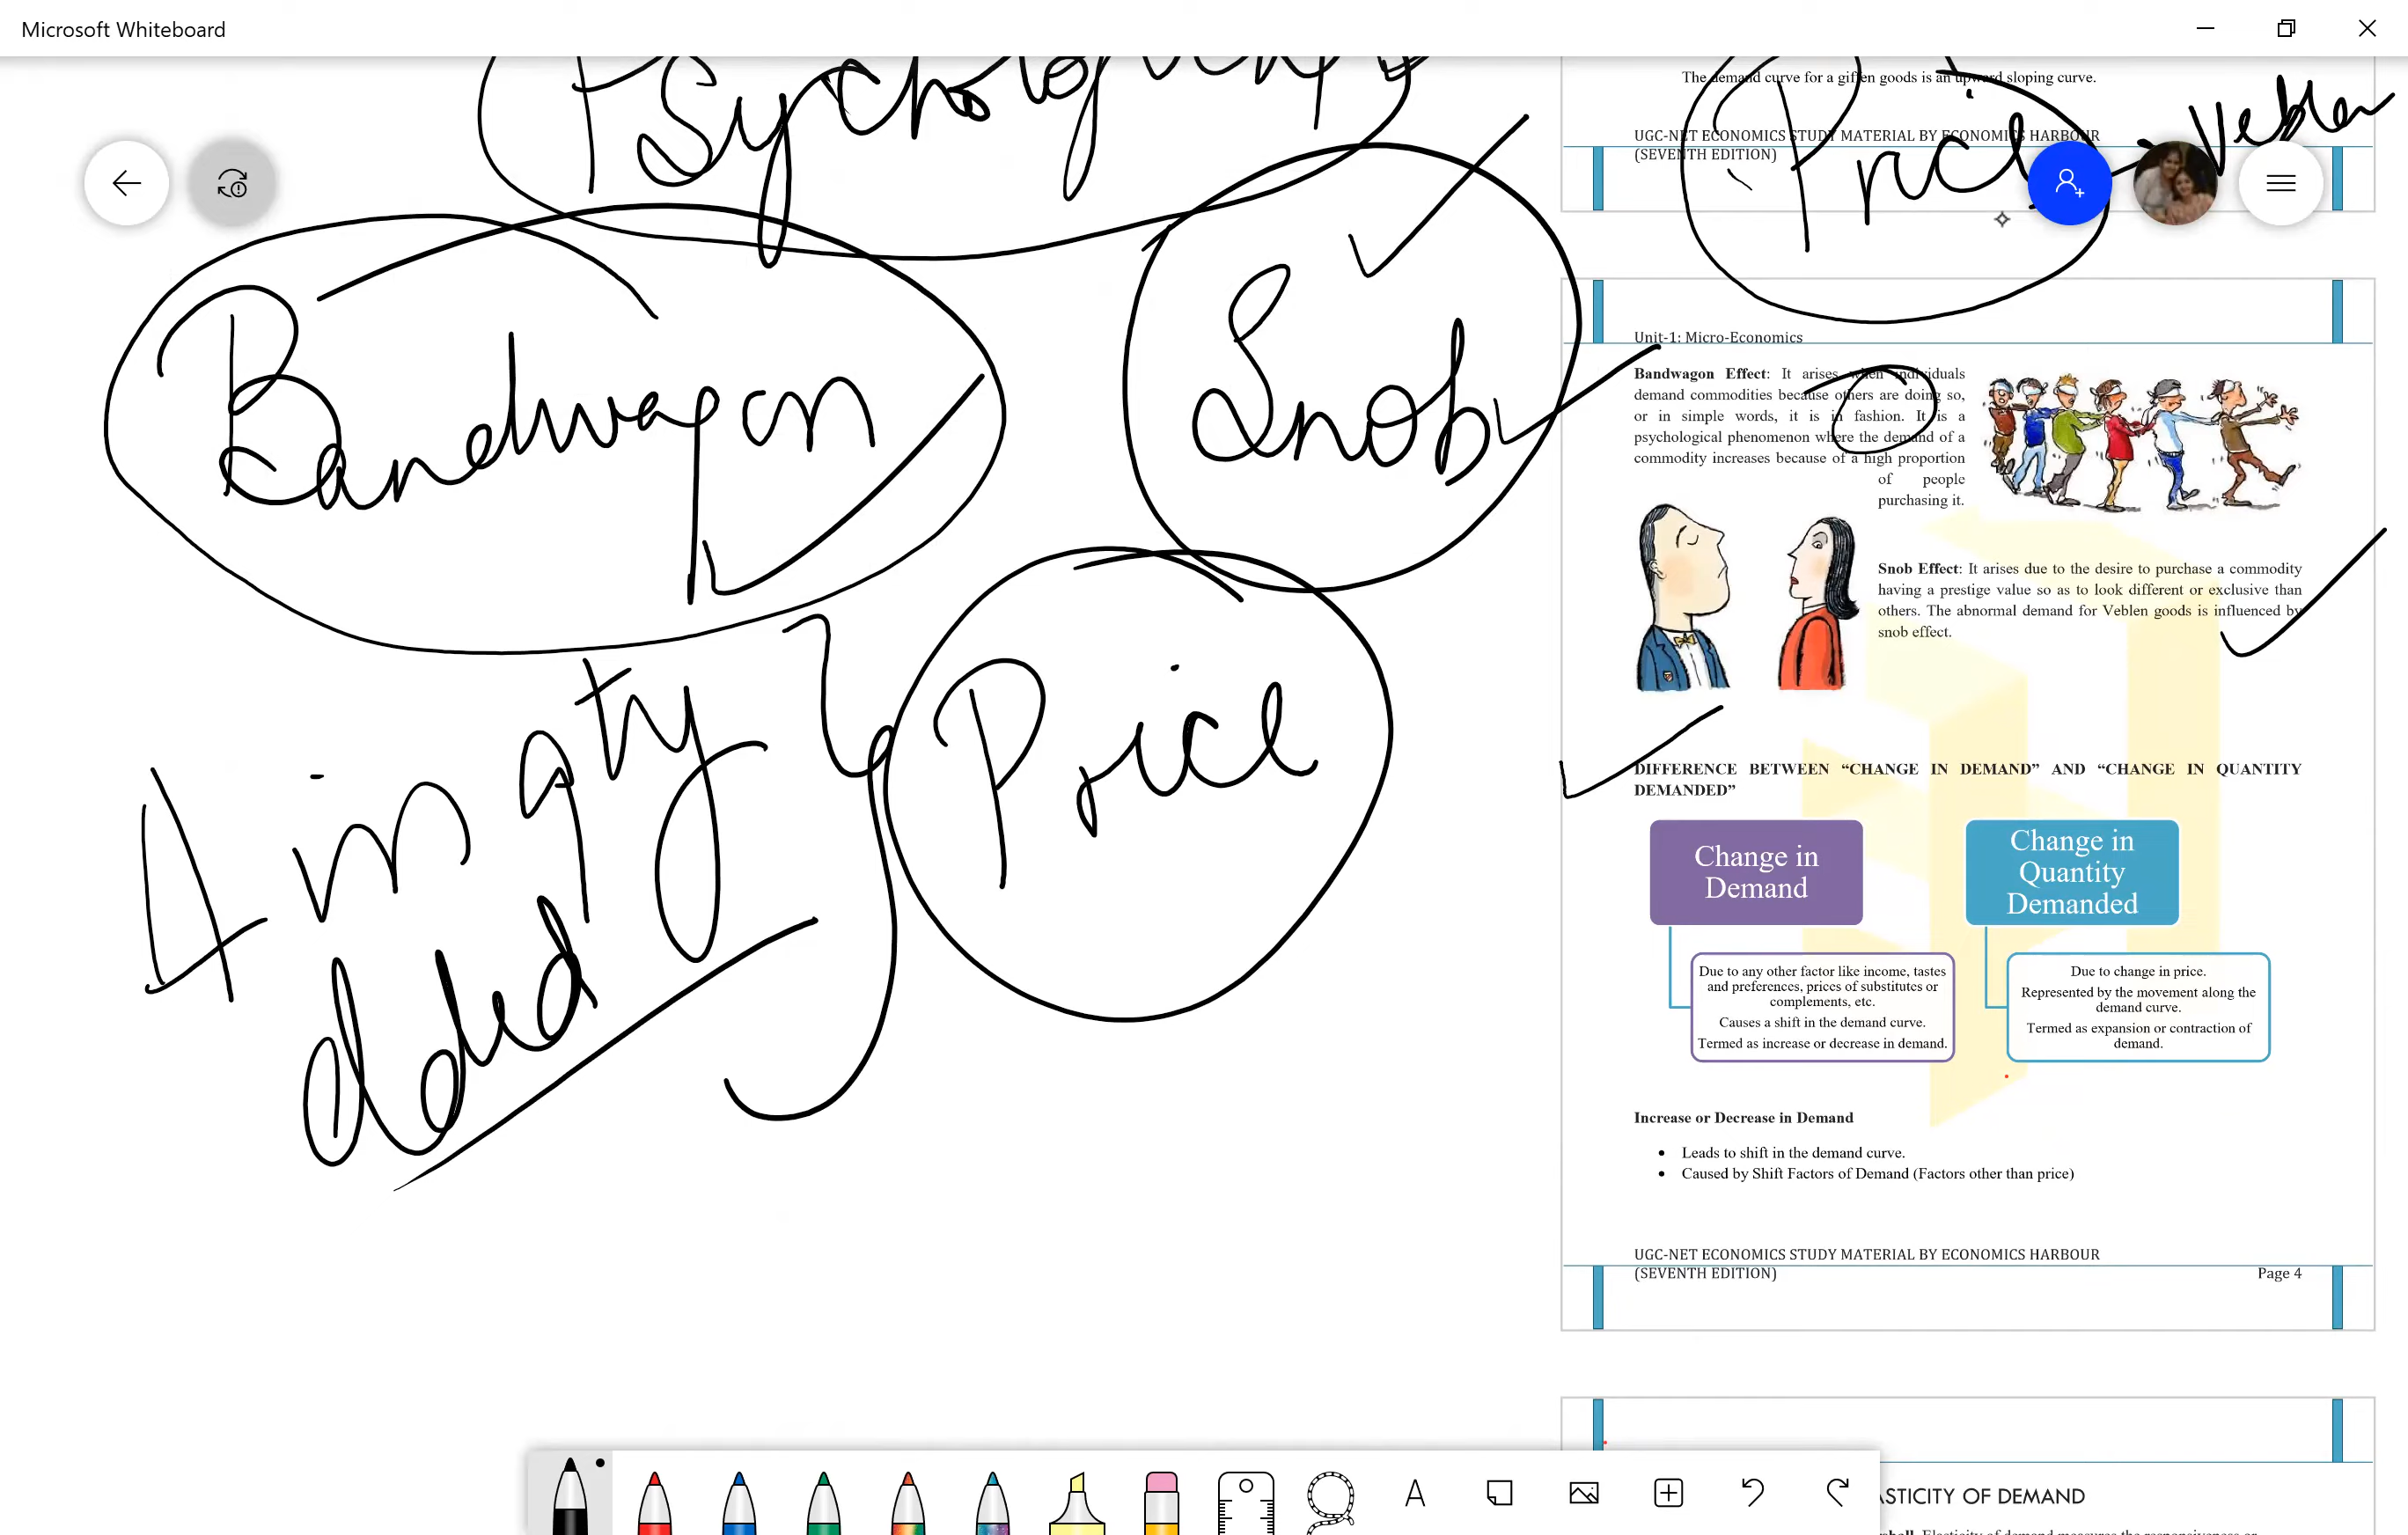 Microsoft Whiteboard
Bandwagon
Snob
Price
in qty
dded
Price
Veblen
The demand curve for a giffen goods is an upward sloping curve.
UGC-NET ECONOMICS STUDY MATERIAL BY ECONOMICS HARBOUR
(SEVENTH EDITION)
Unit-1: Micro-Economics
Bandwagon Effect: It arises when individuals
demand commodities because others are doing so,
or in simple words, it is in fashion. It is a
psychological phenomenon where the demand of a
commodity increases because of a high proportion
of people
purchasing it.
Snob Effect: It arises due to the desire to purchase a commodity
having a prestige value so as to look different or exclusive than
others. The abnormal demand for Veblen goods is influenced by
snob effect.
DIFFERENCE BETWEEN “CHANGE IN DEMAND” AND “CHANGE IN QUANTITY
DEMANDED”
Change in
Demand
Due to any other factor like income, tastes
and preferences, prices of substitutes or
complements, etc.
Causes a shift in the demand curve.
Termed as increase or decrease in demand.
Change in
Quantity
Demanded
Due to change in price.
Represented by the movement along the
demand curve.
Termed as expansion or contraction of
demand.
Increase or Decrease in Demand
• Leads to shift in the demand curve.
• Caused by Shift Factors of Demand (Factors other than price)
UGC-NET ECONOMICS STUDY MATERIAL BY ECONOMICS HARBOUR
(SEVENTH EDITION)
Page 4
ASTICITY OF DEMAND